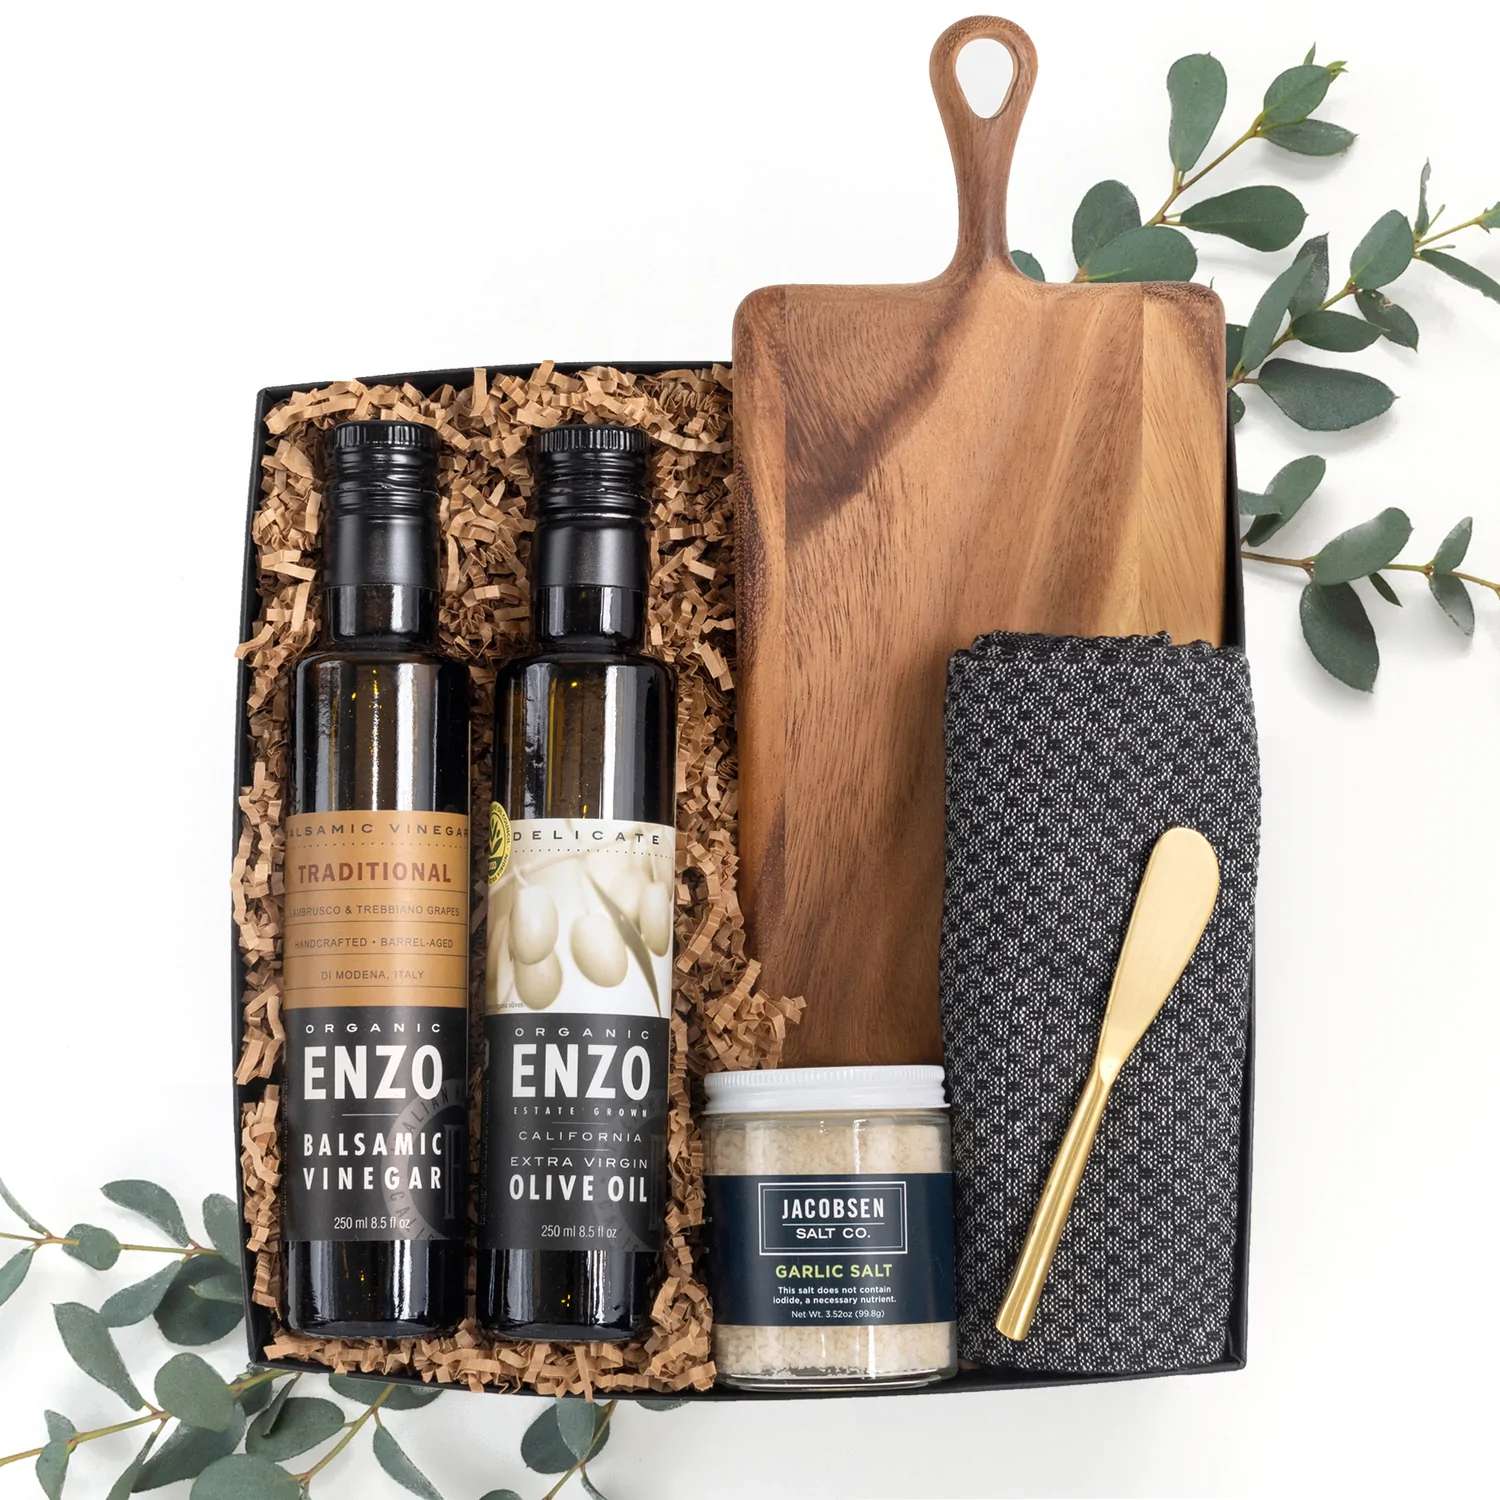 ALSAMIC VINEGAR
TRADITIONAL
LAMBRUSCO & TREBBIANO GRAPES
HANDCRAFTED • BARREL-AGED
DI MODENA, ITALY
ORGANIC
ENZO
BALSAMIC
VINEGAR
250 ml 8.5 fl oz
DELICATE
ORGANIC
ENZO
ESTATE GROWN
CALIFORNIA
EXTRA VIRGIN
OLIVE OIL
250 ml 8.5 fl oz
JACOBSEN
SALT CO.
GARLIC SALT
This salt does not contain
iodide, a necessary nutrient.
Net Wt. 3.52oz (99.8g)